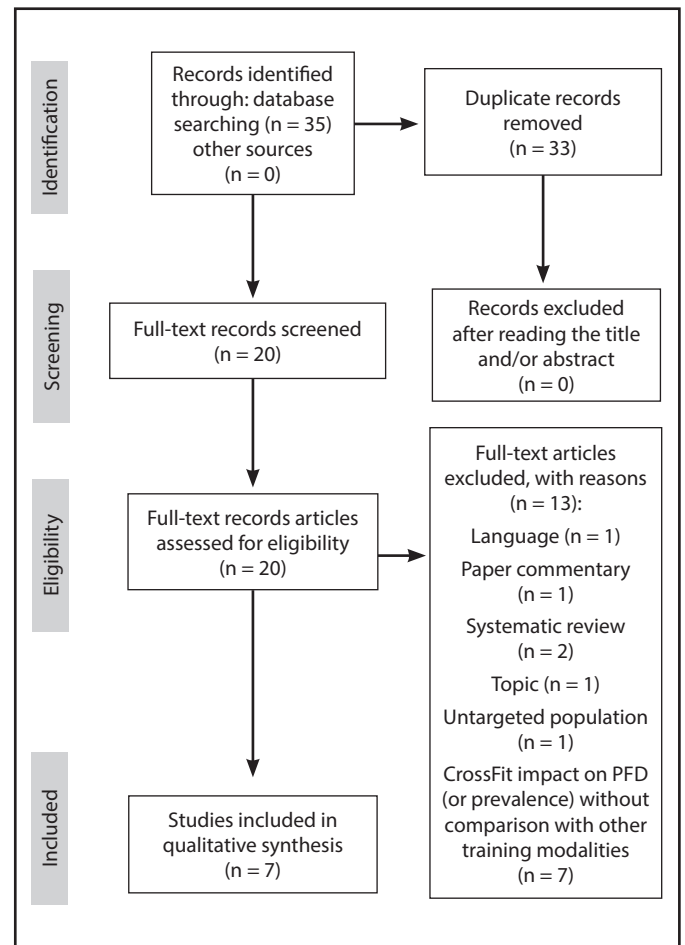 Identification
Records identified
through: database
searching (n = 35)
other sources
(n = 0)
Duplicate records
removed
(n = 33)
Screening
Full-text records screened
(n = 20)
Records excluded
after reading the title
and/or abstract
(n = 0)
Eligibility
Full-text records articles
assessed for eligibility
(n = 20)
Full-text articles
excluded, with reasons
(n = 13):
Language (n = 1)
Paper commentary
(n = 1)
Systematic review
(n = 2)
Topic (n = 1)
Untargeted population
(n = 1)
CrossFit impact on PFD
(or prevalence) without
comparison with other
training modalities
(n = 7)
Included
Studies included in
qualitative synthesis
(n = 7)